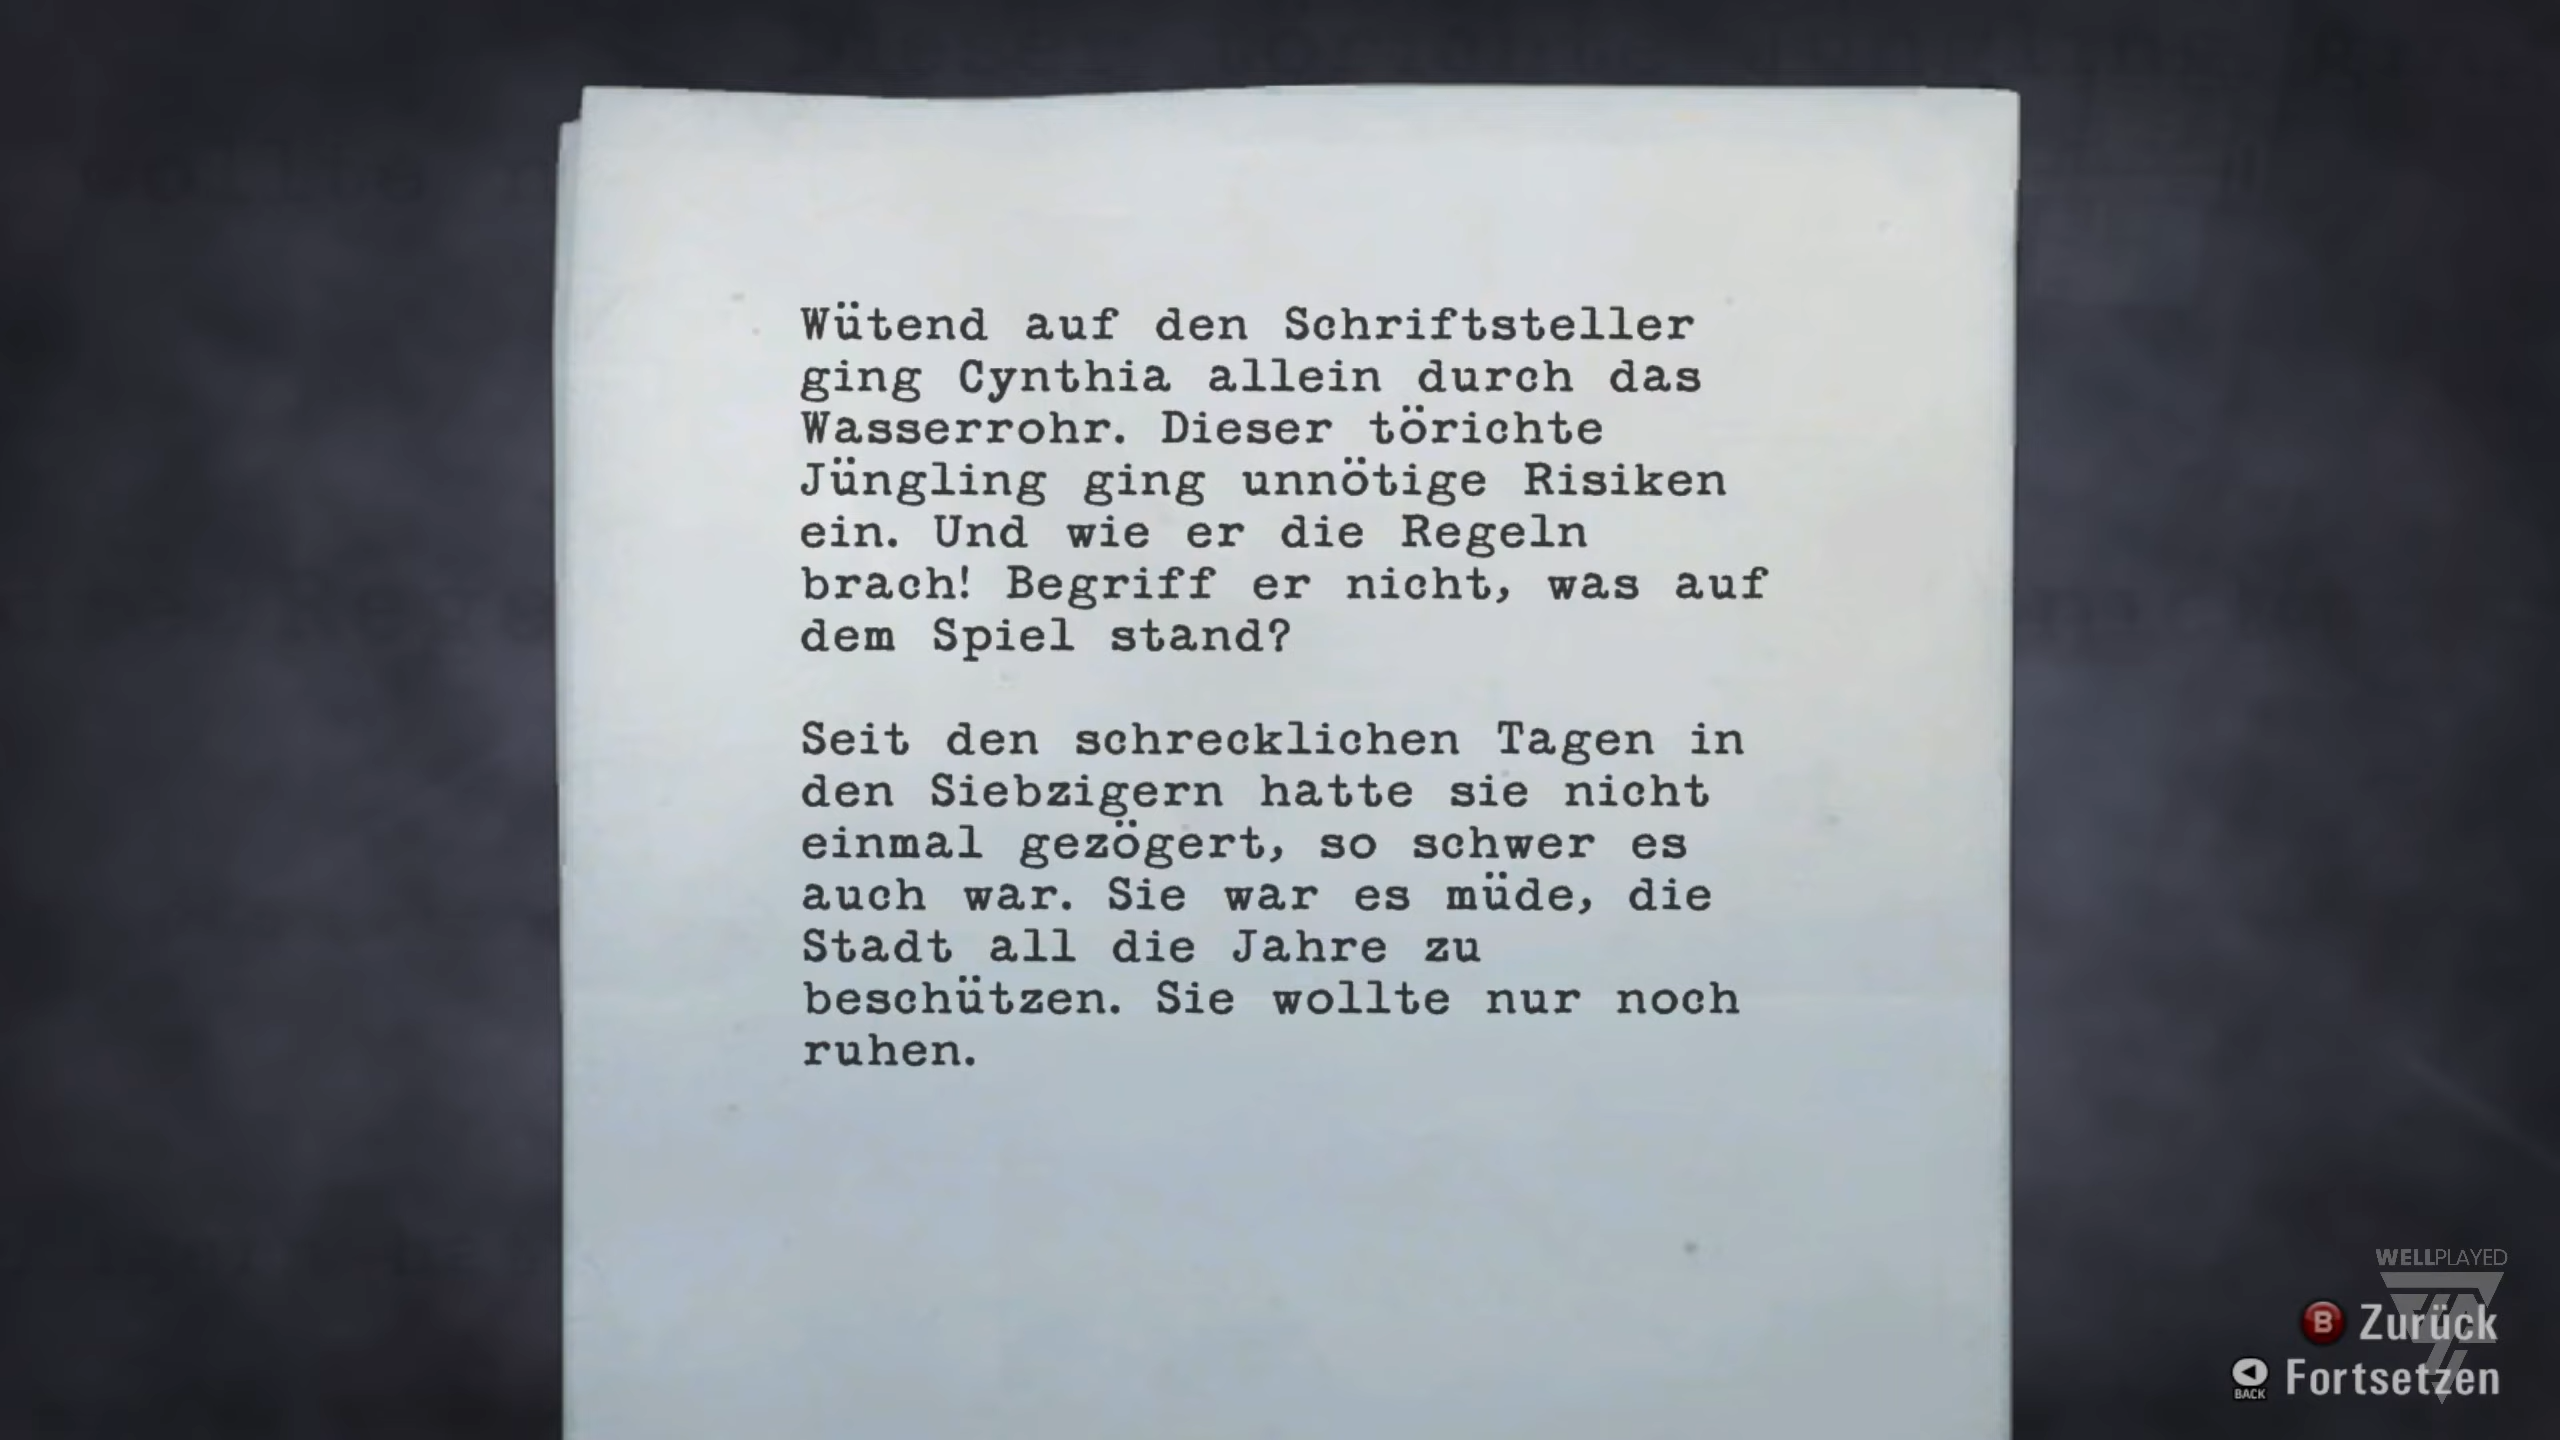 Wütend auf den Schriftsteller
ging Cynthia allein durch das
Wasserrohr. Dieser törichte
Jüngling ging unnötige Risiken
ein. Und wie er die Regeln
brach! Begriff er nicht, was auf
dem Spiel stand?
Seit den schrecklichen Tagen in
den Siebzigern hatte sie nicht
einmal gezögert, so schwer es
auch war. Sie war es müde, die
Stadt all die Jahre zu
beschützen. Sie wollte nur noch
ruhen.
WELLPLAYED
B Zurück
BACK Fortsetzen